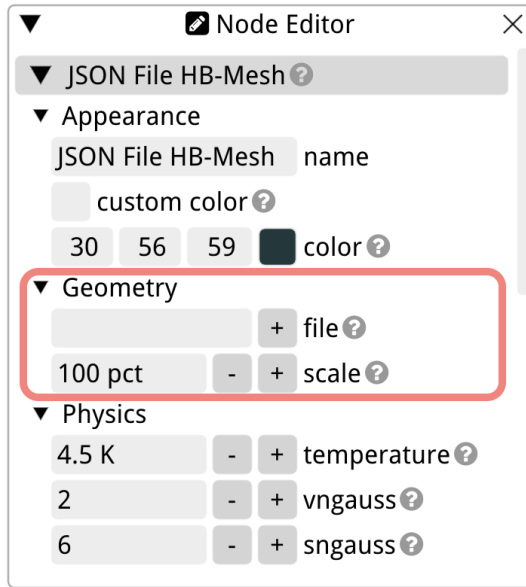 Node Editor
JSON File HB-Mesh
Appearance
JSON File HB-Mesh name
custom color
30 56 59 color
Geometry
+ file
100 pct - + scale
Physics
4.5 K - + temperature
2 - + vngauss
6 - + sngauss